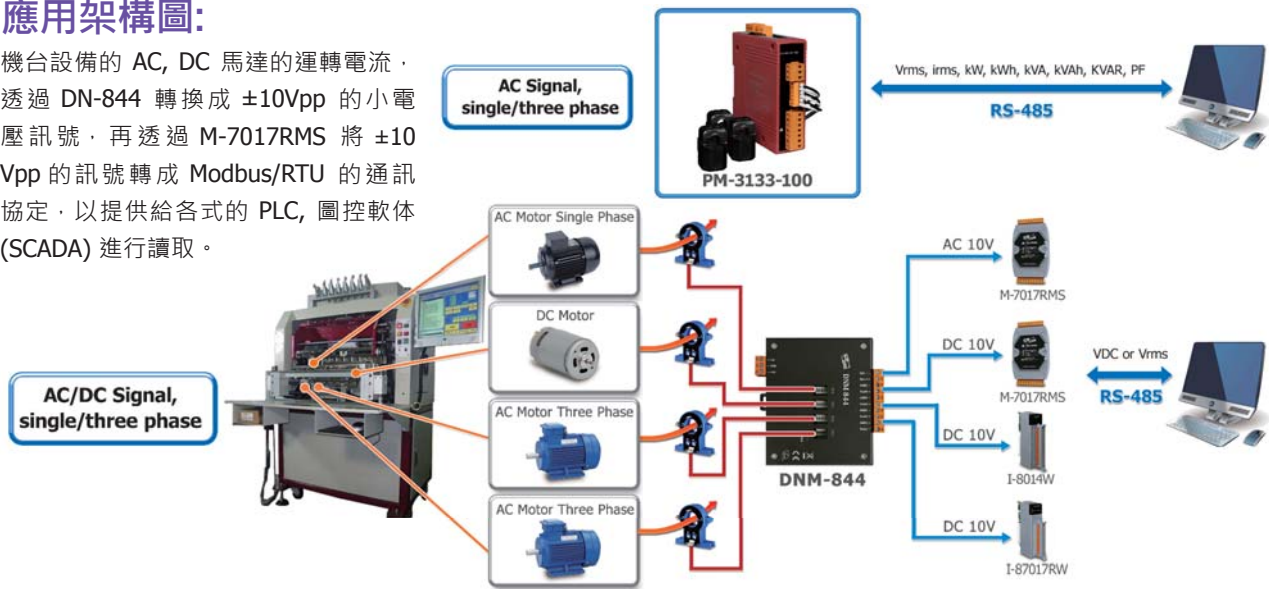 應用架構圖:
機台設備的 AC, DC 馬達的運轉電流，
透過 DN-844 轉換成 ±10Vpp 的小電
壓訊號，再透過 M-7017RMS 將 ±10
Vpp 的訊號轉成 Modbus/RTU 的通訊
協定，以提供給各式的 PLC, 圖控軟体
(SCADA) 進行讀取。
AC Signal,
single/three phase
PM-3133-100
Vrms, irms, kW, kWh, kVA, kVAh, KVAR, PF
RS-485
AC/DC Signal,
single/three phase
AC Motor Single Phase
DC Motor
AC Motor Three Phase
AC Motor Three Phase
DNM-844
DNM-844
AC 10V
M-7017RMS
DC 10V
M-7017RMS
DC 10V
I-8014W
DC 10V
I-87017RW
VDC or Vrms
RS-485